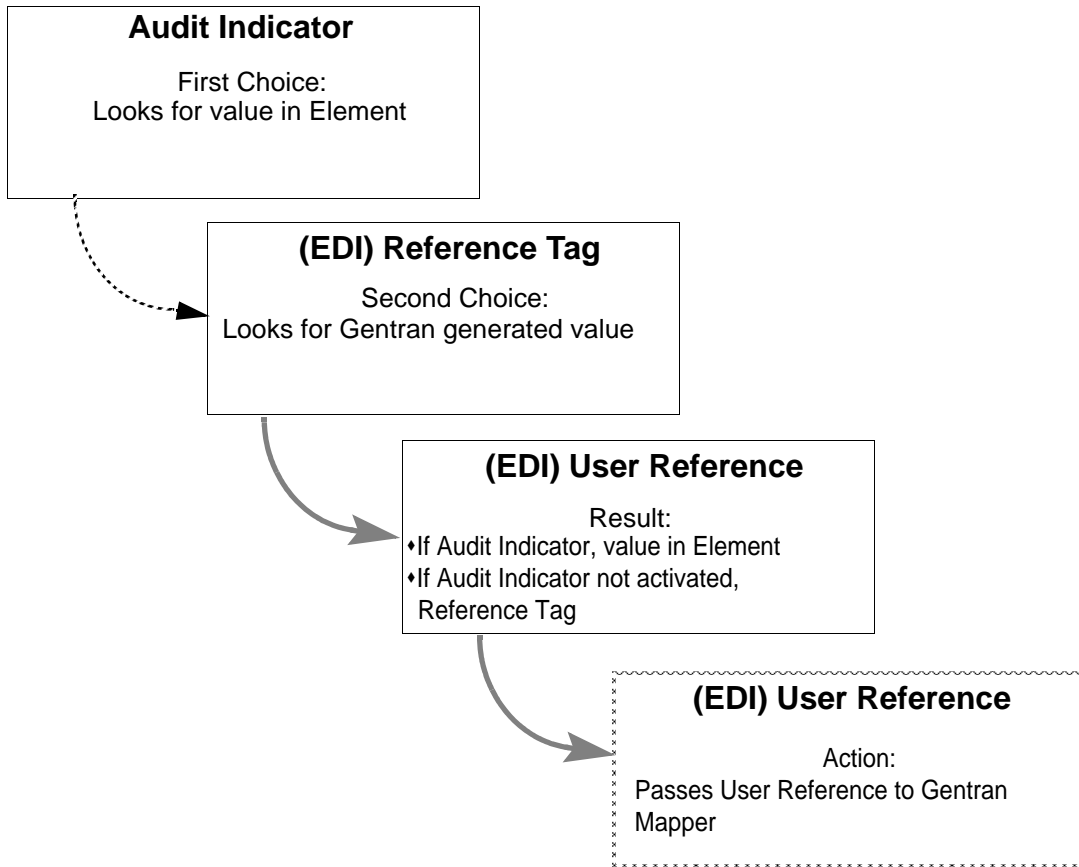 Audit Indicator
First Choice:
Looks for value in Element
(EDI) Reference Tag
Second Choice:
Looks for Gentran generated value
(EDI) User Reference
Result:
♦If Audit Indicator, value in Element
♦If Audit Indicator not activated,
Reference Tag
(EDI) User Reference
Action:
Passes User Reference to Gentran
Mapper